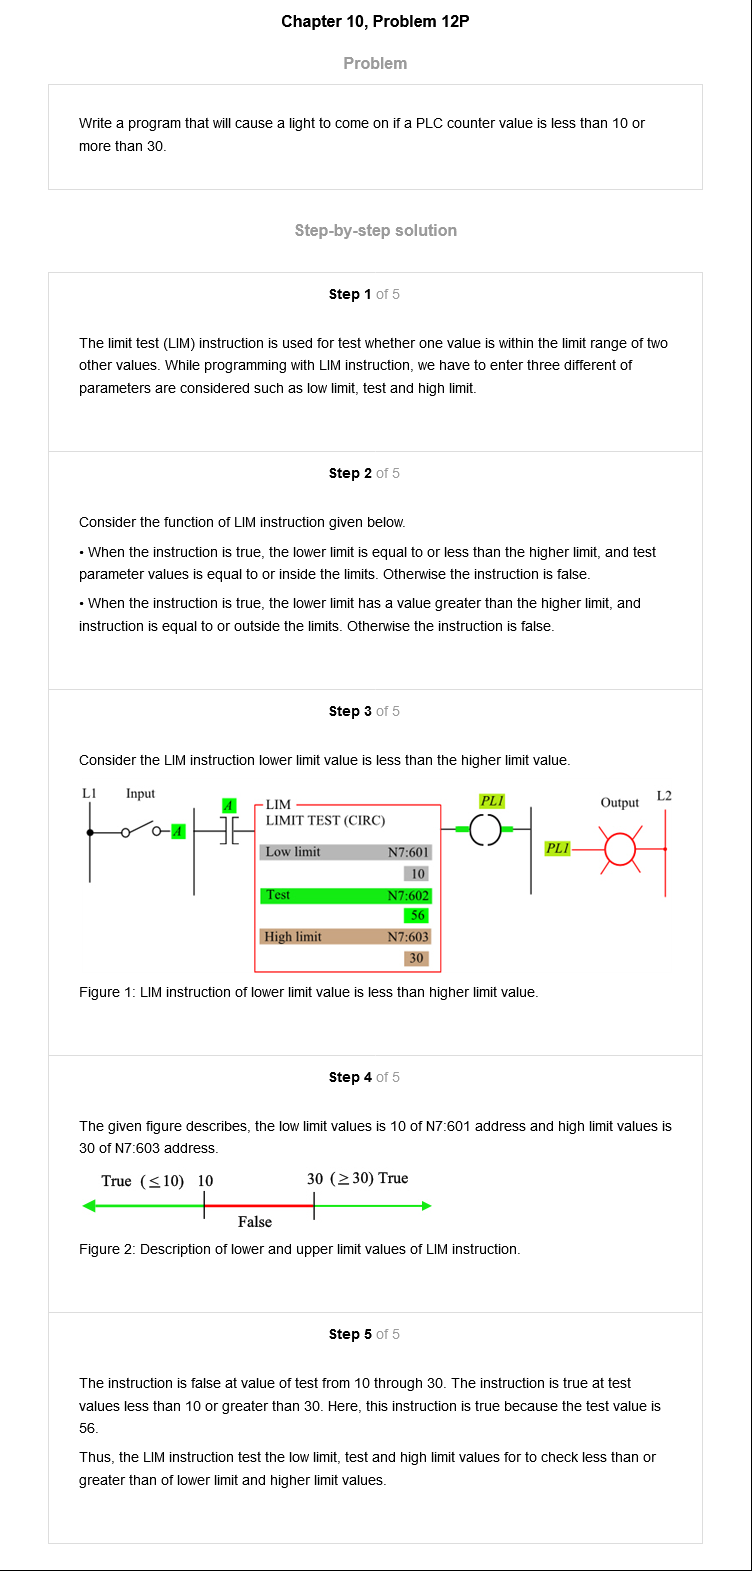 Chapter 10, Problem 12P
Problem
Write a program that will cause a light to come on if a PLC counter value is less than 10 or
more than 30.
Step-by-step solution
Step 1 of 5
The limit test (LIM) instruction is used for test whether one value is within the limit range of two
other values. While programming with LIM instruction, we have to enter three different of
parameters are considered such as low limit, test and high limit.
Step 2 of 5
Consider the function of LIM instruction given below.
• When the instruction is true, the lower limit is equal to or less than the higher limit, and test
parameter values is equal to or inside the limits. Otherwise the instruction is false.
• When the instruction is true, the lower limit has a value greater than the higher limit, and
instruction is equal to or outside the limits. Otherwise the instruction is false.
Step 3 of 5
Consider the LIM instruction lower limit value is less than the higher limit value.
L1 Input A LIM PL1 Output L2
LIMIT TEST (CIRC)
A
Low limit N7:601
PL1
10
Test N7:602
56
High limit N7:603
30
Figure 1: LIM instruction of lower limit value is less than higher limit value.
Step 4 of 5
The given figure describes, the low limit values is 10 of N7:601 address and high limit values is
30 of N7:603 address.
True (≤10) 10 30 (≥30) True
False
Figure 2: Description of lower and upper limit values of LIM instruction.
Step 5 of 5
The instruction is false at value of test from 10 through 30. The instruction is true at test
values less than 10 or greater than 30. Here, this instruction is true because the test value is
56.
Thus, the LIM instruction test the low limit, test and high limit values for to check less than or
greater than of lower limit and higher limit values.